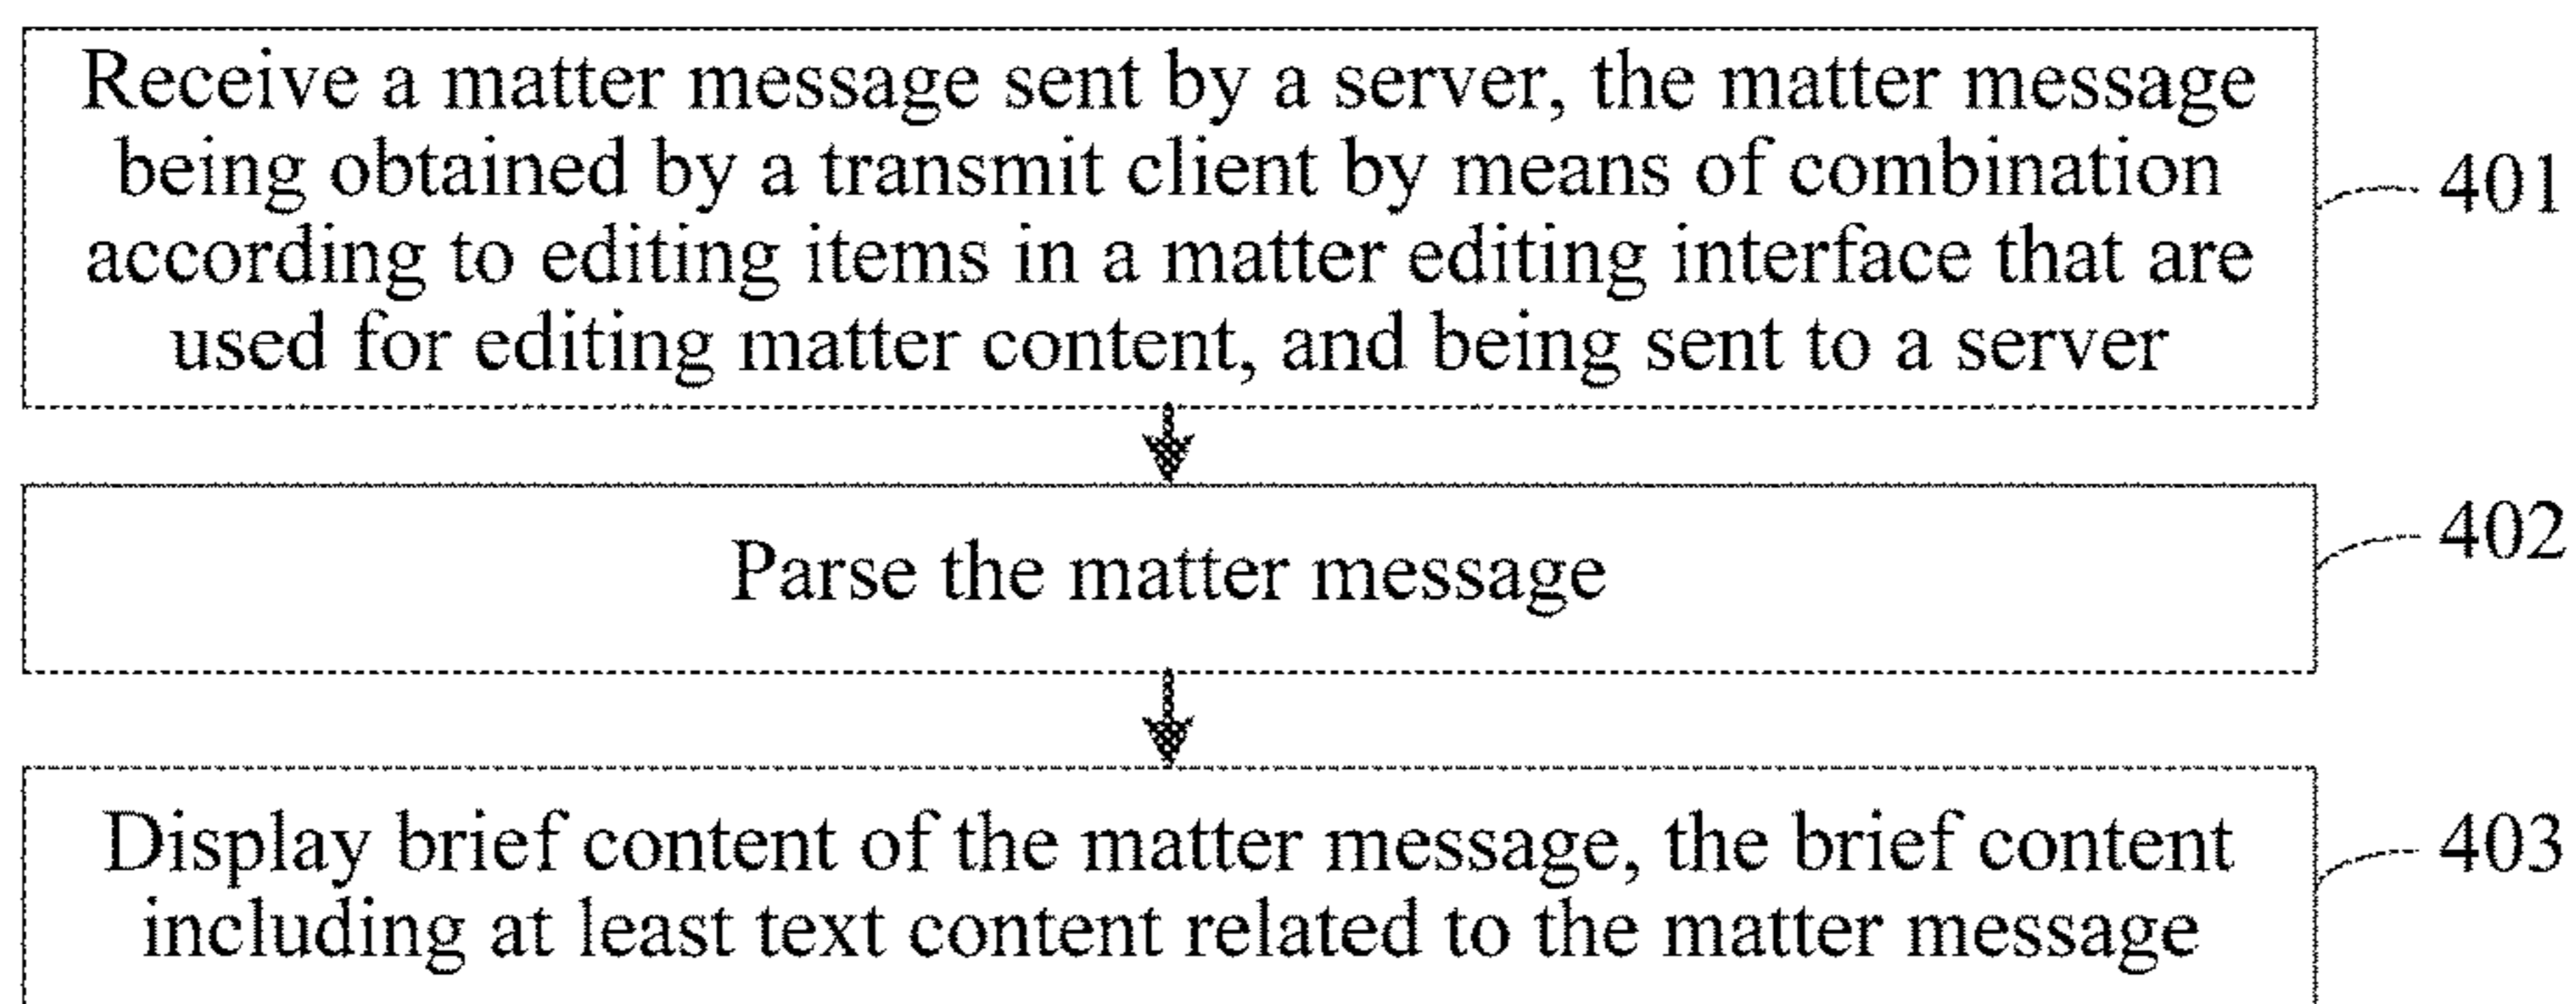 Receive a matter message sent by a server, the matter message
being obtained by a transmit client by means of combination
according to editing items in a matter editing interface that are
used for editing matter content, and being sent to a server
401
Parse the matter message
402
Display brief content of the matter message, the brief content
including at least text content related to the matter message
403